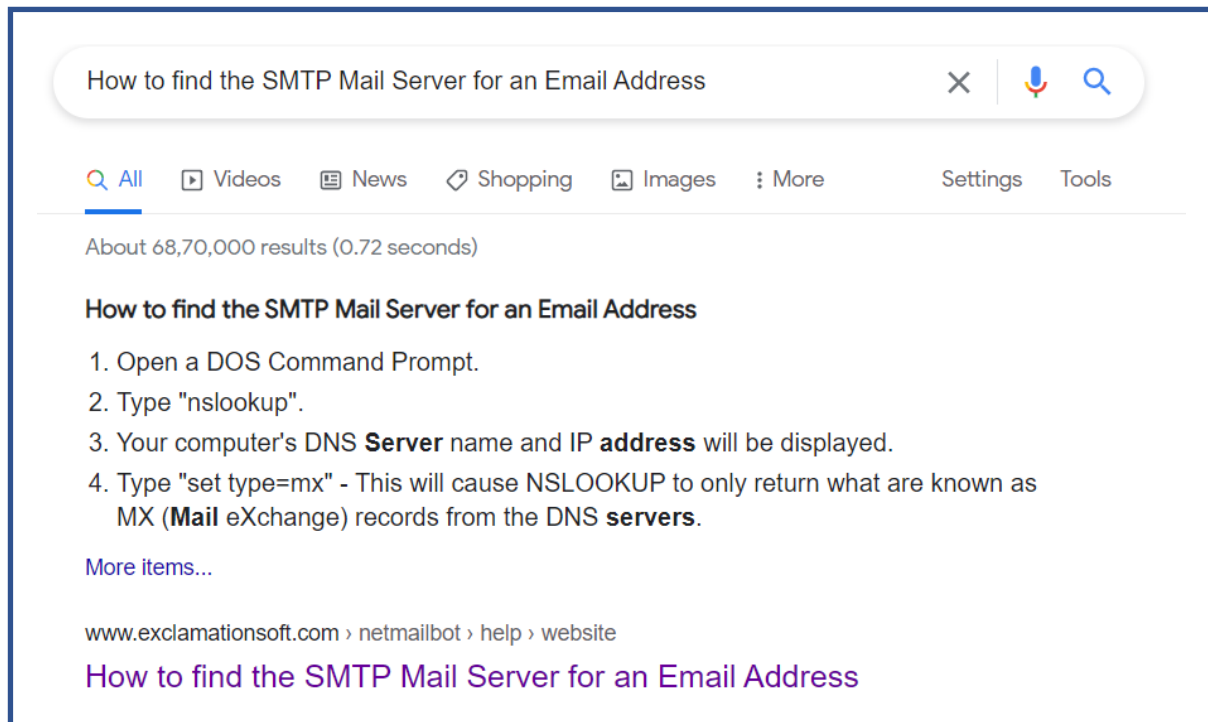 How to find the SMTP Mail Server for an Email Address
All Videos News Shopping Images More Settings Tools
About 68,70,000 results (0.72 seconds)
How to find the SMTP Mail Server for an Email Address
1. Open a DOS Command Prompt.
2. Type "nslookup".
3. Your computer's DNS Server name and IP address will be displayed.
4. Type "set type=mx" - This will cause NSLOOKUP to only return what are known as
MX (Mail eXchange) records from the DNS servers.
More items...
www.exclamationsoft.com › netmailbot › help › website
How to find the SMTP Mail Server for an Email Address